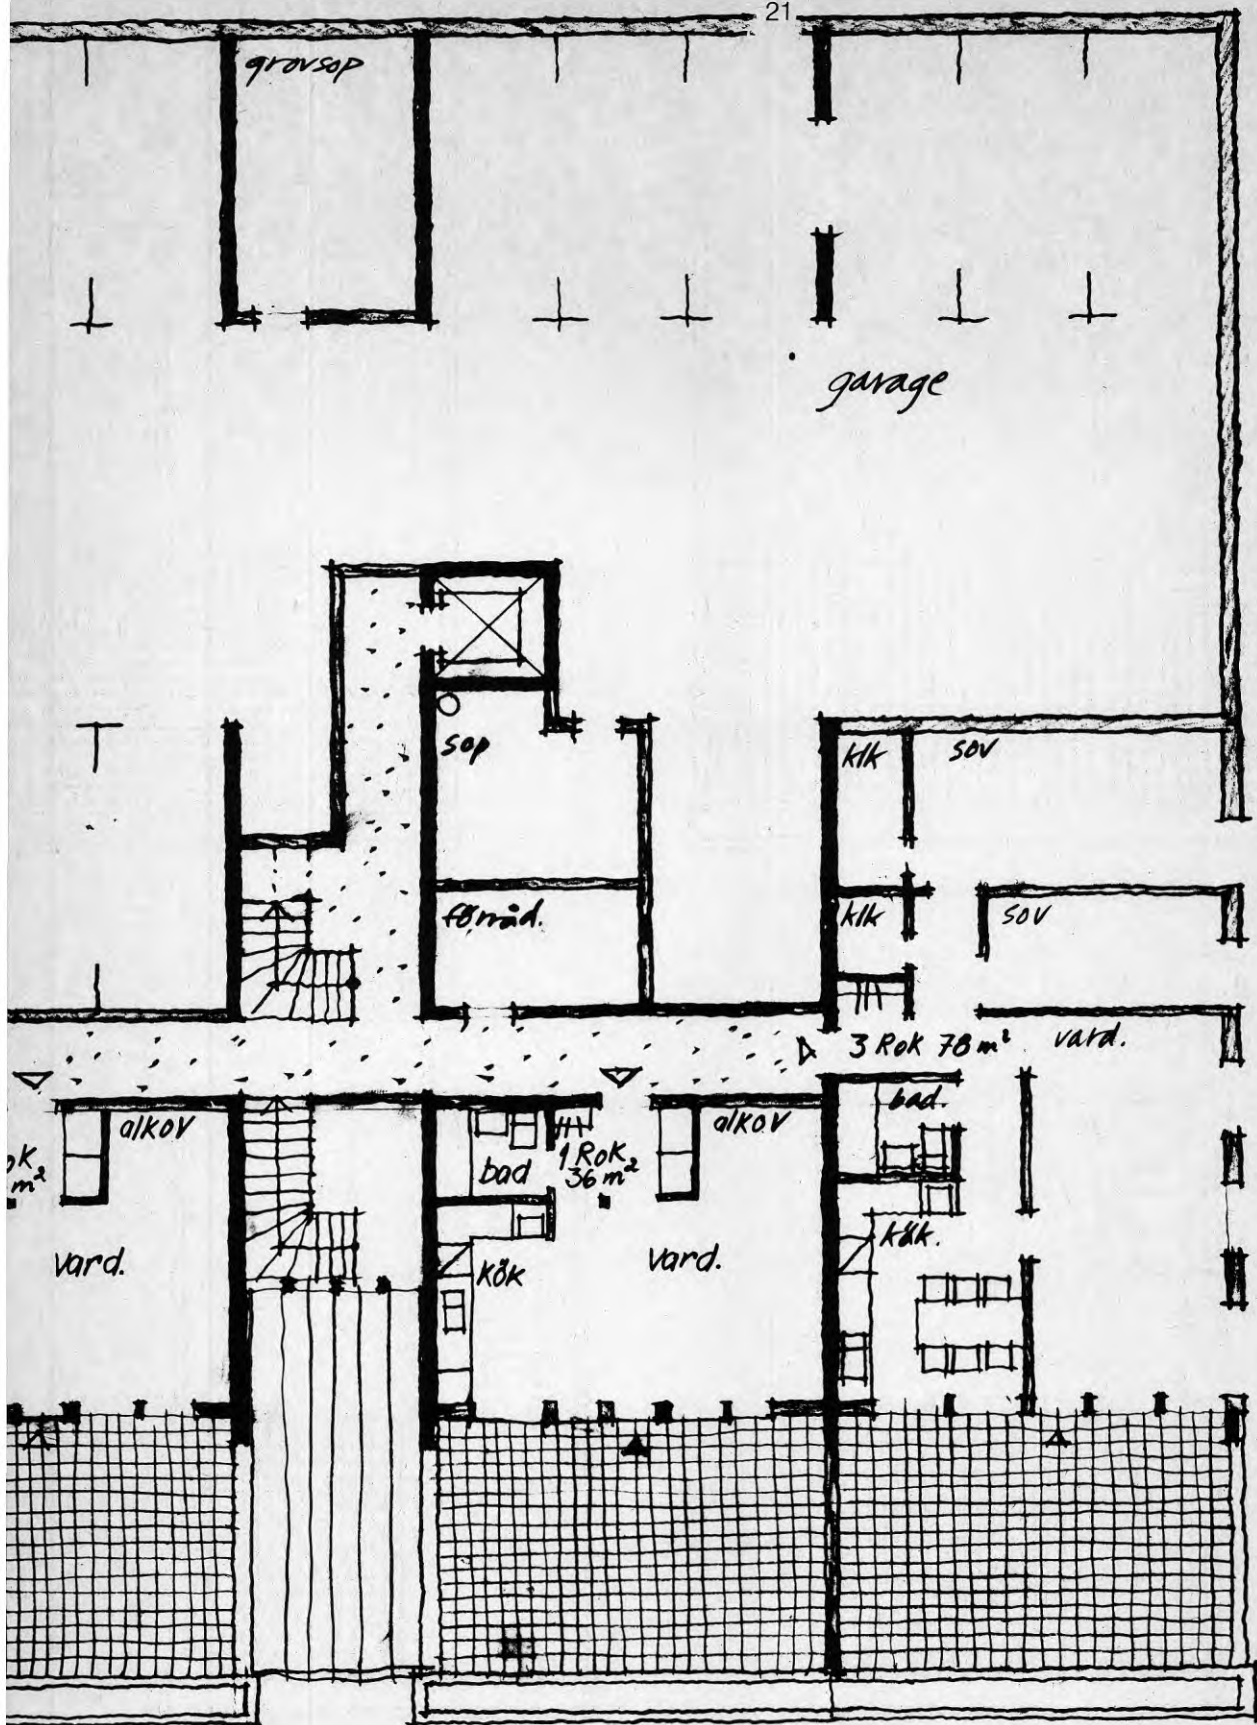 21
grovsop
garage
sop
klk
sov
förråd.
klk
sov
3 Rok 78 m²
vard.
alkov
bad
1 Rok
36 m²
alkov
bad.
m²
vard.
kök
vard.
kök.